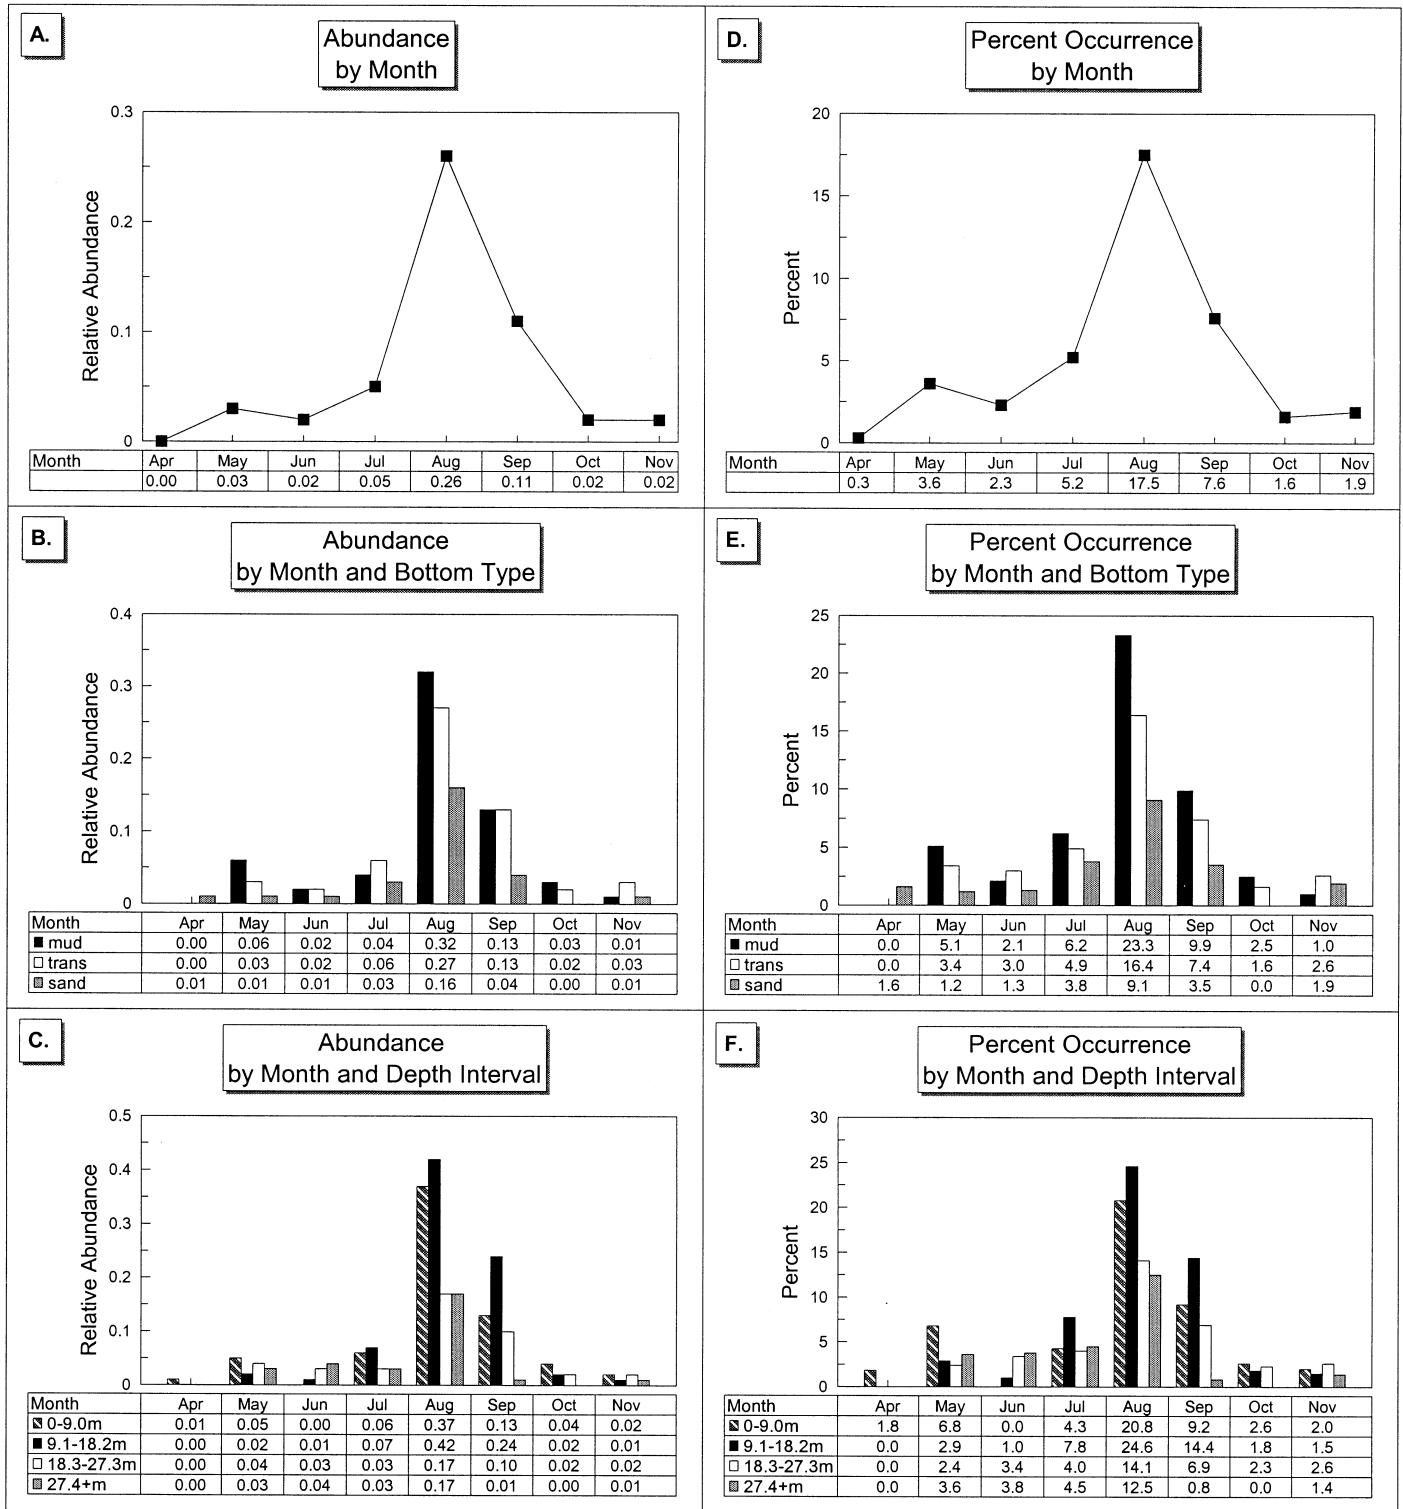 A.
Abundance
by Month
Relative Abundance
0.3
0.2
0.1
0
Month Apr May Jun Jul Aug Sep Oct Nov
0.00 0.03 0.02 0.05 0.26 0.11 0.02 0.02
D.
Percent Occurrence
by Month
Percent
20
15
10
5
0
Month Apr May Jun Jul Aug Sep Oct Nov
0.3 3.6 2.3 5.2 17.5 7.6 1.6 1.9
B.
Abundance
by Month and Bottom Type
Relative Abundance
0.4
0.3
0.2
0.1
0
Month Apr May Jun Jul Aug Sep Oct Nov
mud 0.00 0.06 0.02 0.04 0.32 0.13 0.03 0.01
trans 0.00 0.03 0.02 0.06 0.27 0.13 0.02 0.03
sand 0.01 0.01 0.01 0.03 0.16 0.04 0.00 0.01
E.
Percent Occurrence
by Month and Bottom Type
Percent
25
20
15
10
5
0
Month Apr May Jun Jul Aug Sep Oct Nov
mud 0.0 5.1 2.1 6.2 23.3 9.9 2.5 1.0
trans 0.0 3.4 3.0 4.9 16.4 7.4 1.6 2.6
sand 1.6 1.2 1.3 3.8 9.1 3.5 0.0 1.9
C.
Abundance
by Month and Depth Interval
Relative Abundance
0.5
0.4
0.3
0.2
0.1
0
Month Apr May Jun Jul Aug Sep Oct Nov
0-9.0m 0.01 0.05 0.00 0.06 0.37 0.13 0.04 0.02
9.1-18.2m 0.00 0.02 0.01 0.07 0.42 0.24 0.02 0.01
18.3-27.3m 0.00 0.04 0.03 0.03 0.17 0.10 0.02 0.02
27.4+m 0.00 0.03 0.04 0.03 0.17 0.01 0.00 0.01
F.
Percent Occurrence
by Month and Depth Interval
Percent
30
25
20
15
10
5
0
Month Apr May Jun Jul Aug Sep Oct Nov
0-9.0m 1.8 6.8 0.0 4.3 20.8 9.2 2.6 2.0
9.1-18.2m 0.0 2.9 1.0 7.8 24.6 14.4 1.8 1.5
18.3-27.3m 0.0 2.4 3.4 4.0 14.1 6.9 2.3 2.6
27.4+m 0.0 3.6 3.8 4.5 12.5 0.8 0.0 1.4